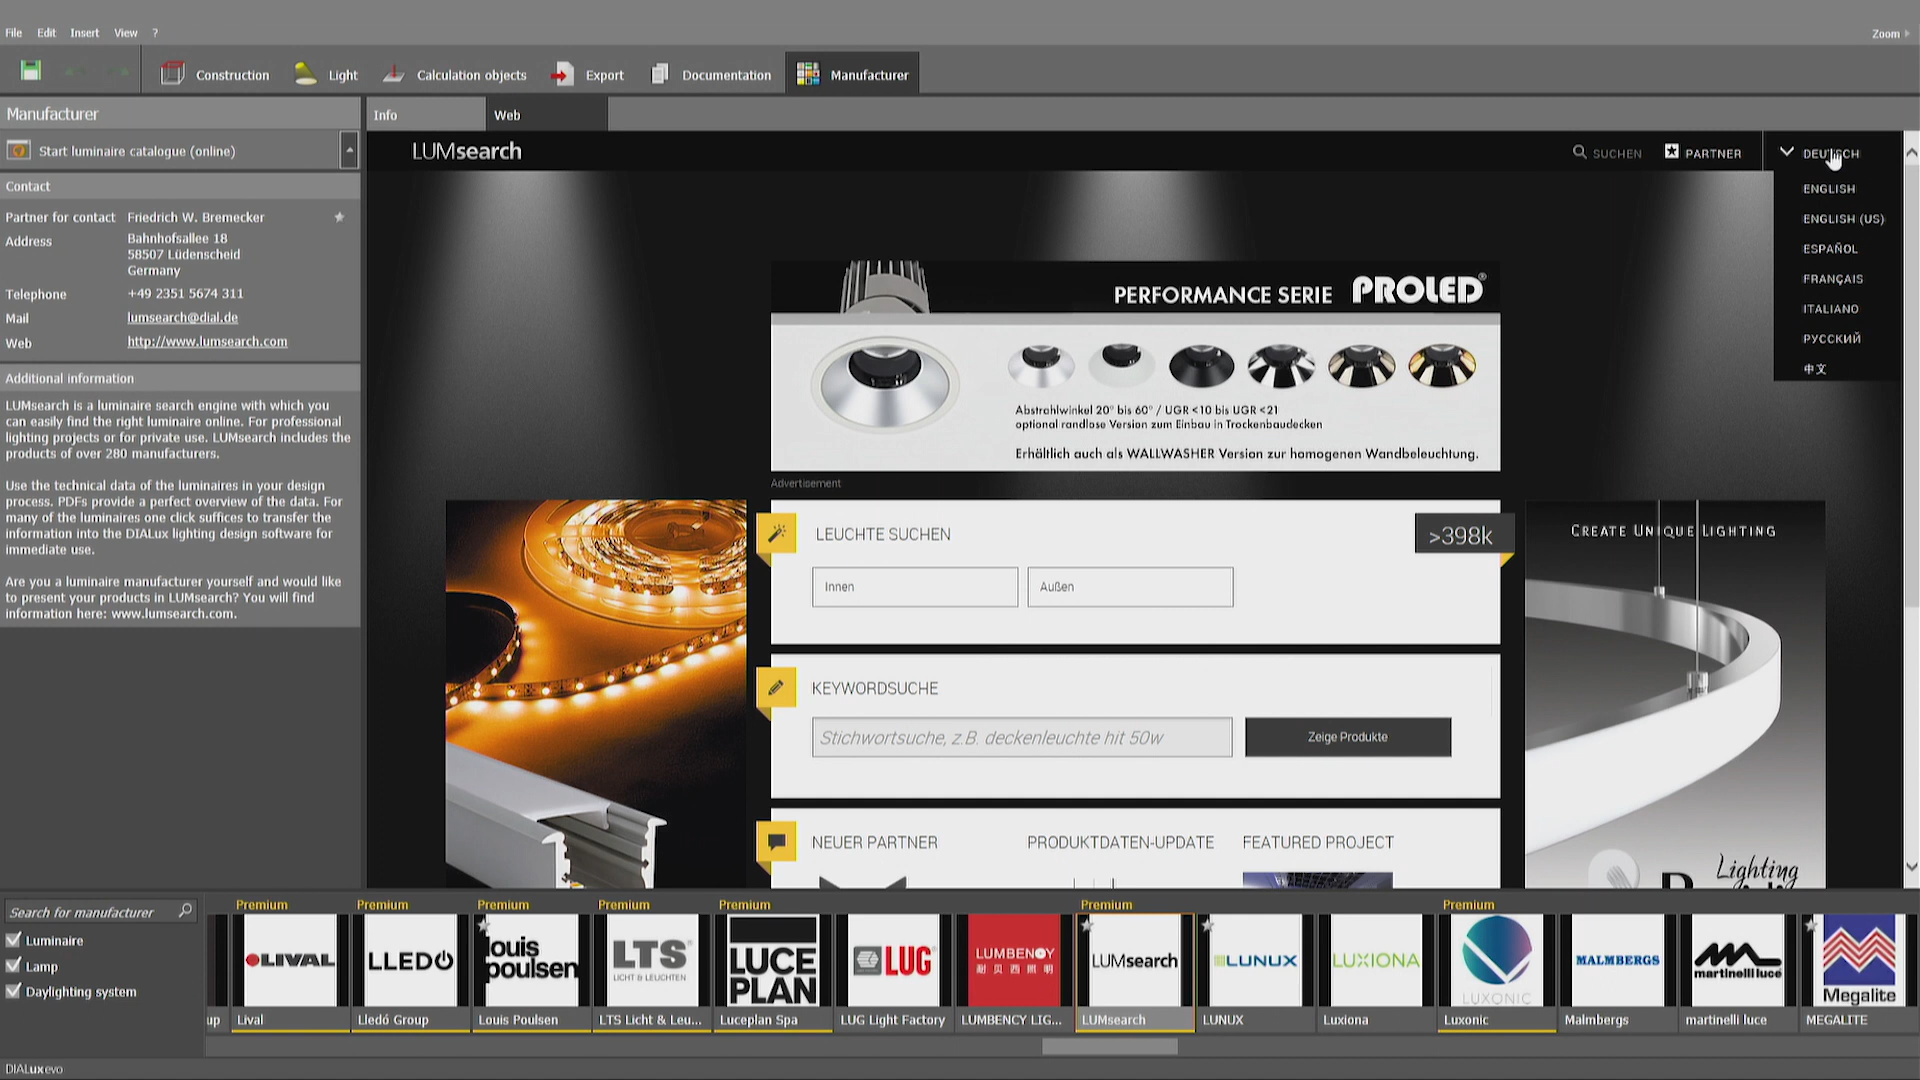 File Edit Insert View ?
Zoom
Construction
Light
Calculation objects
Export
Documentation
Manufacturer
Manufacturer
Start luminaire catalogue (online)
Contact
Partner for contact Friedrich W. Bremecker
Address Bahnhofsallee 18
58507 Lüdenscheid
Germany
Telephone +49 2351 5674 311
Mail lumsearch@dial.de
Web http://www.lumsearch.com
Additional information
LUMsearch is a luminaire search engine with which you
can easily find the right luminaire online. For professional
lighting projects or for private use. LUMsearch includes the
products of over 280 manufacturers.
Use the technical data of the luminaires in your design
process. PDFs provide a perfect overview of the data. For
many of the luminaires one click suffices to transfer the
information into the DIALux lighting design software for
immediate use.
Are you a luminaire manufacturer yourself and would like
to present your products in LUMsearch? You will find
information here: www.lumsearch.com.
Info
Web
LUMsearch
SUCHEN
PARTNER
DEUTSCH
ENGLISH
ENGLISH (US)
ESPAÑOL
FRANÇAIS
ITALIANO
РУССКИЙ
中文
PERFORMANCE SERIE PROLED®
Abstrahlwinkel 20° bis 60° / UGR <10 bis UGR <21
optional randlose Version zum Einbau in Trockenbaudecken
Erhältlich auch als WALLWASHER Version zur homogenen Wandbeleuchtung.
Advertisement
LEUCHTE SUCHEN
>398k
Innen
Außen
KEYWORDSUCHE
Stichwortsuche, z.B. deckenleuchte hit 50w
Zeige Produkte
NEUER PARTNER
PRODUKTDATEN-UPDATE
FEATURED PROJECT
CREATE UNIQUE LIGHTING
Lighting
Search for manufacturer
Luminaire
Lamp
Daylighting system
up
Premium
LIVAL
Lival
Premium
LLEDÓ
Lledó Group
Premium
louis
poulsen
Louis Poulsen
Premium
LTS
LICHT & LEUCHTEN
LTS Licht & Leu...
Premium
LUCE
PLAN
Luceplan Spa
LUG
LUG Light Factory
LUMBENCY
耐贝西照明
LUMBENCY LIG...
Premium
LUMsearch
LUMsearch
LUNUX
LUNUX
LUXIONA
Luxiona
Premium
LUXONIC
Luxonic
MALMBERGS
Malmbergs
martinelli luce
martinelli luce
Megalite
MEGALITE
DIALux evo